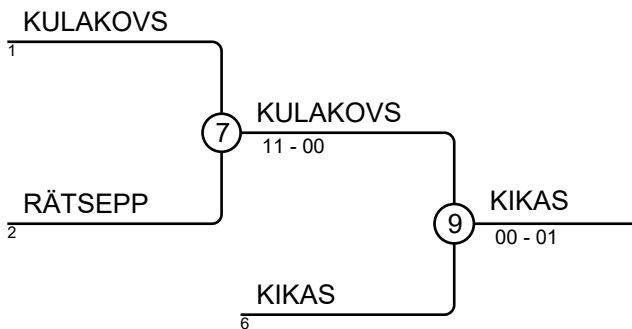 KULAKOVS
1
7
KULAKOVS
11 - 00
RÄTSEPP
2
9
KIKAS
00 - 01
KIKAS
6